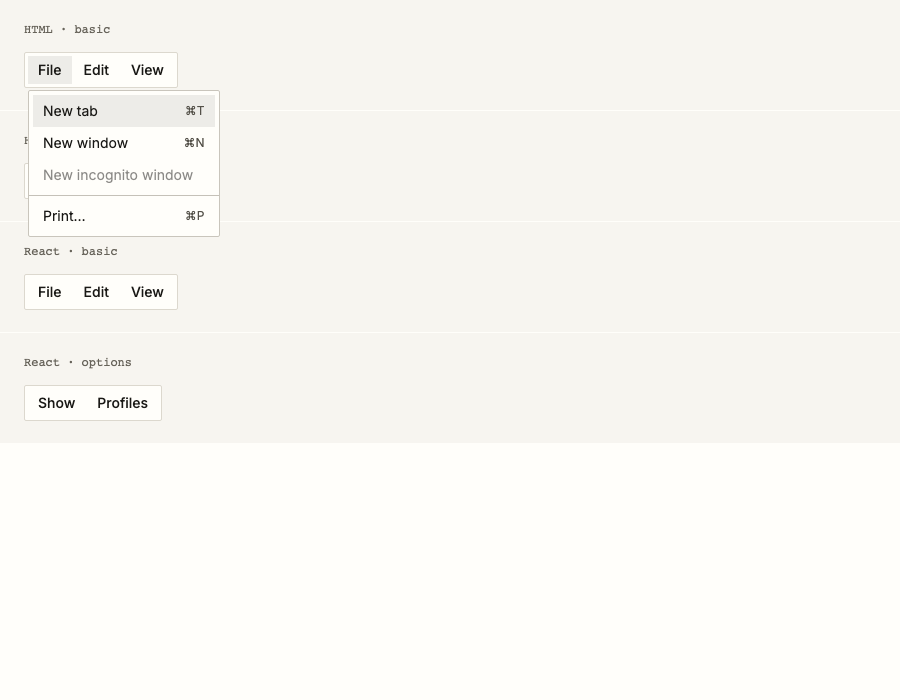 HTML · basic
File Edit View
New tab ⌘T
New window ⌘N
New incognito window
Print... ⌘P
React · basic
File Edit View
React · options
Show Profiles